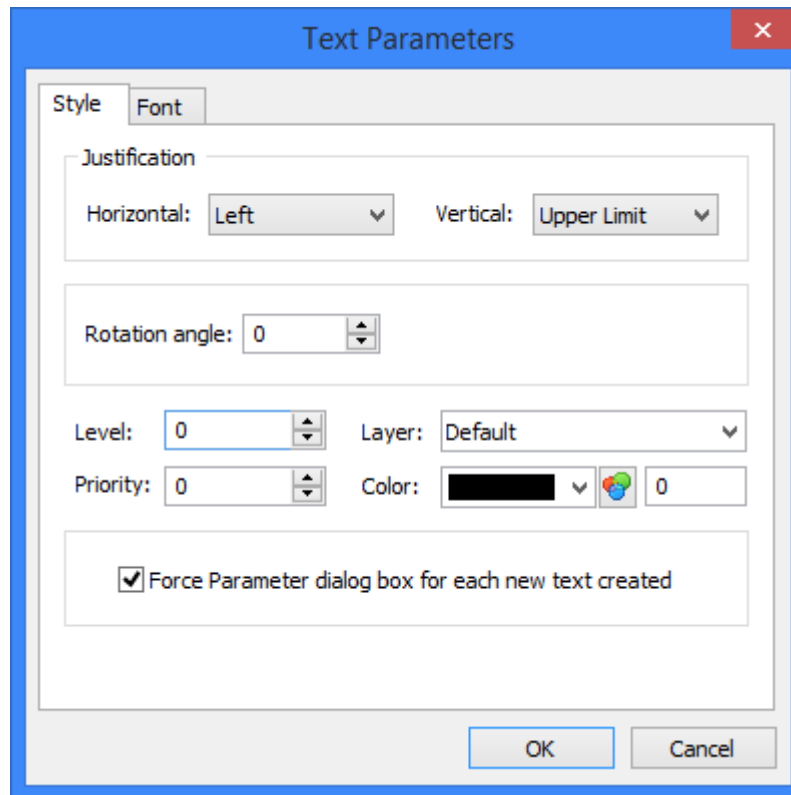 Text Parameters
Style Font
Justification
Horizontal: Left Vertical: Upper Limit
Rotation angle: 0
Level: 0 Layer: Default
Priority: 0 Color: 0
Force Parameter dialog box for each new text created
OK Cancel